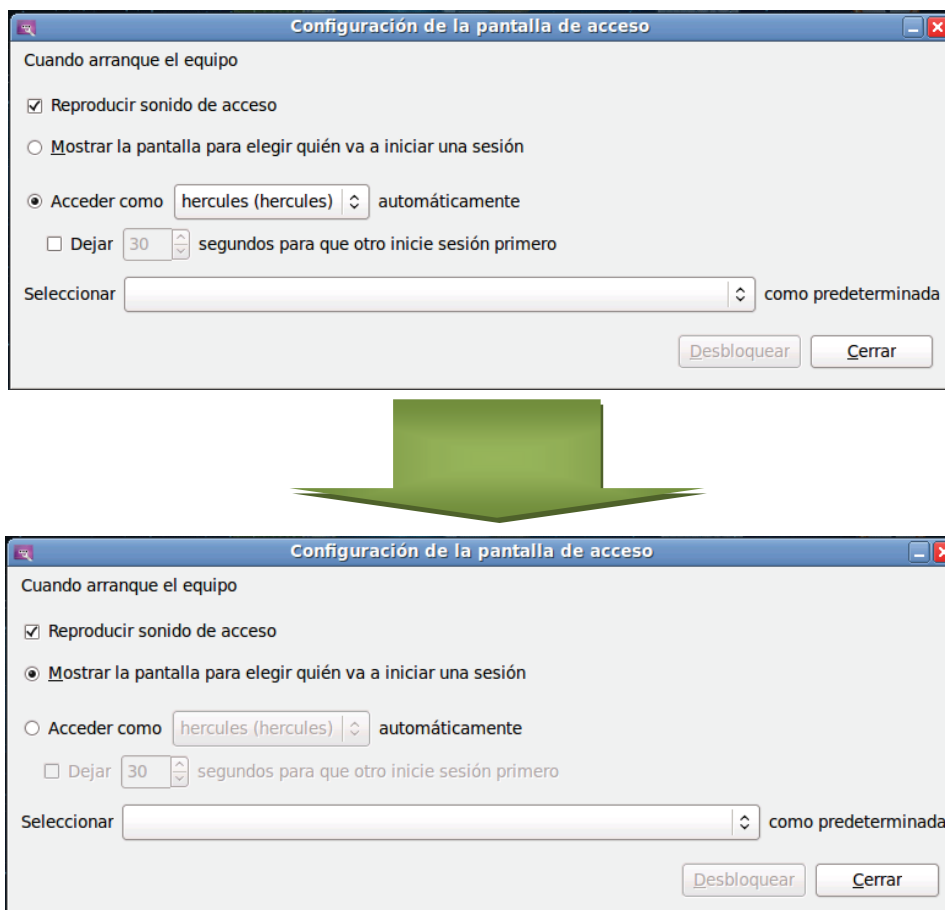 Configuración de la pantalla de acceso
Cuando arranque el equipo
Reproducir sonido de acceso
Mostrar la pantalla para elegir quién va a iniciar una sesión
Acceder como hercules (hercules) automáticamente
Dejar 30 segundos para que otro inicie sesión primero
Seleccionar como predeterminada
Desbloquear Cerrar
Configuración de la pantalla de acceso
Cuando arranque el equipo
Reproducir sonido de acceso
Mostrar la pantalla para elegir quién va a iniciar una sesión
Acceder como hercules (hercules) automáticamente
Dejar 30 segundos para que otro inicie sesión primero
Seleccionar como predeterminada
Desbloquear Cerrar